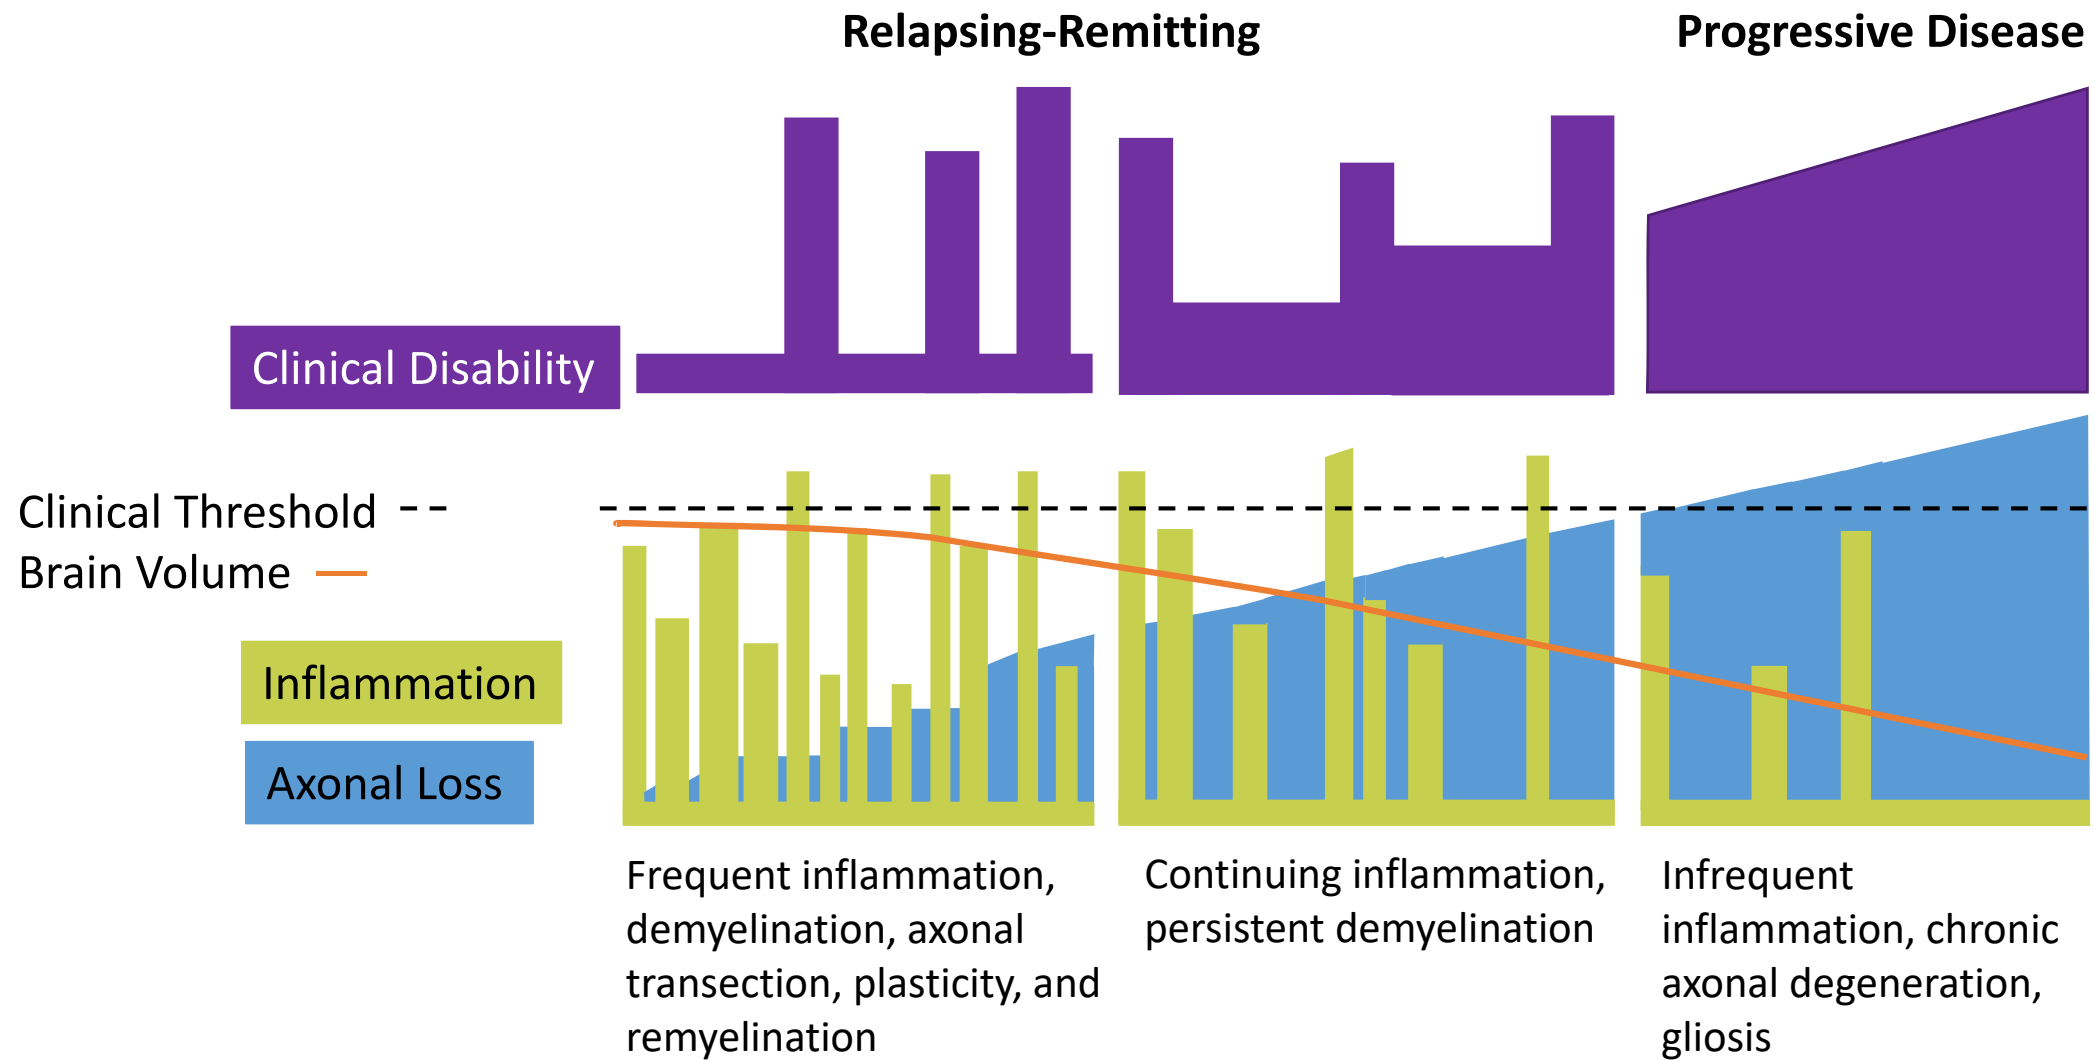 Relapsing-Remitting
Progressive Disease
Clinical Disability
Clinical Threshold
Brain Volume
Inflammation
Axonal Loss
Frequent inflammation,
demyelination, axonal
transection, plasticity, and
remyelination
Continuing inflammation,
persistent demyelination
Infrequent
inflammation, chronic
axonal degeneration,
gliosis